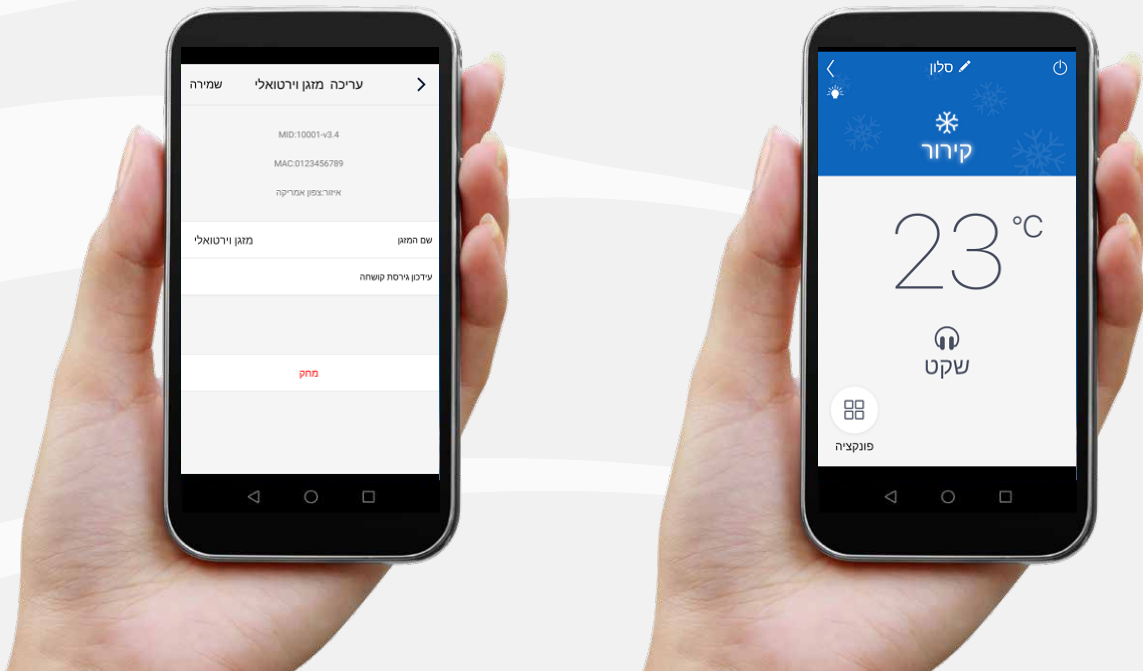 עריכה מזגן וירטואלי
שמירה
MID:10001-v3.4
MAC:0123456789
איזור:צפון אמריקה
שם המזגן
מזגן וירטואלי
עידכון גירסת קושחה
מחק
סלון
קירור
23 °C
שקט
פונקציה